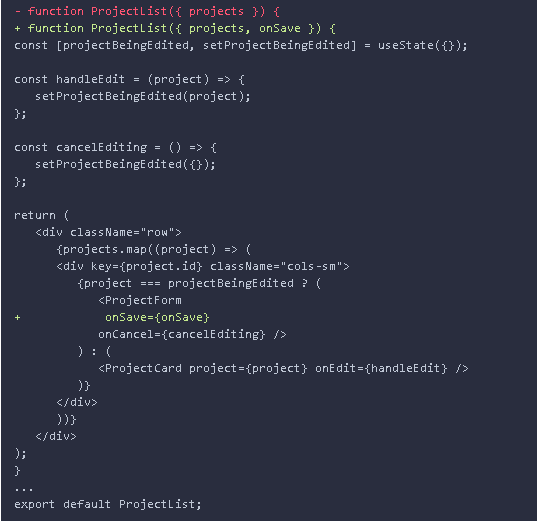 - function ProjectList({ projects }) {
+ function ProjectList({ projects, onSave }) {
const [projectBeingEdited, setProjectBeingEdited] = useState({});

const handleEdit = (project) => {
   setProjectBeingEdited(project);
};

const cancelEditing = () => {
   setProjectBeingEdited({});
};

return (
   <div className="row">
      {projects.map((project) => (
      <div key={project.id} className="cols-sm">
         {project === projectBeingEdited ? (
            <ProjectForm
+            onSave={onSave}
            onCancel={cancelEditing} />
         ) : (
            <ProjectCard project={project} onEdit={handleEdit} />
         )}
      </div>
      ))}
   </div>
);
}
...
export default ProjectList;